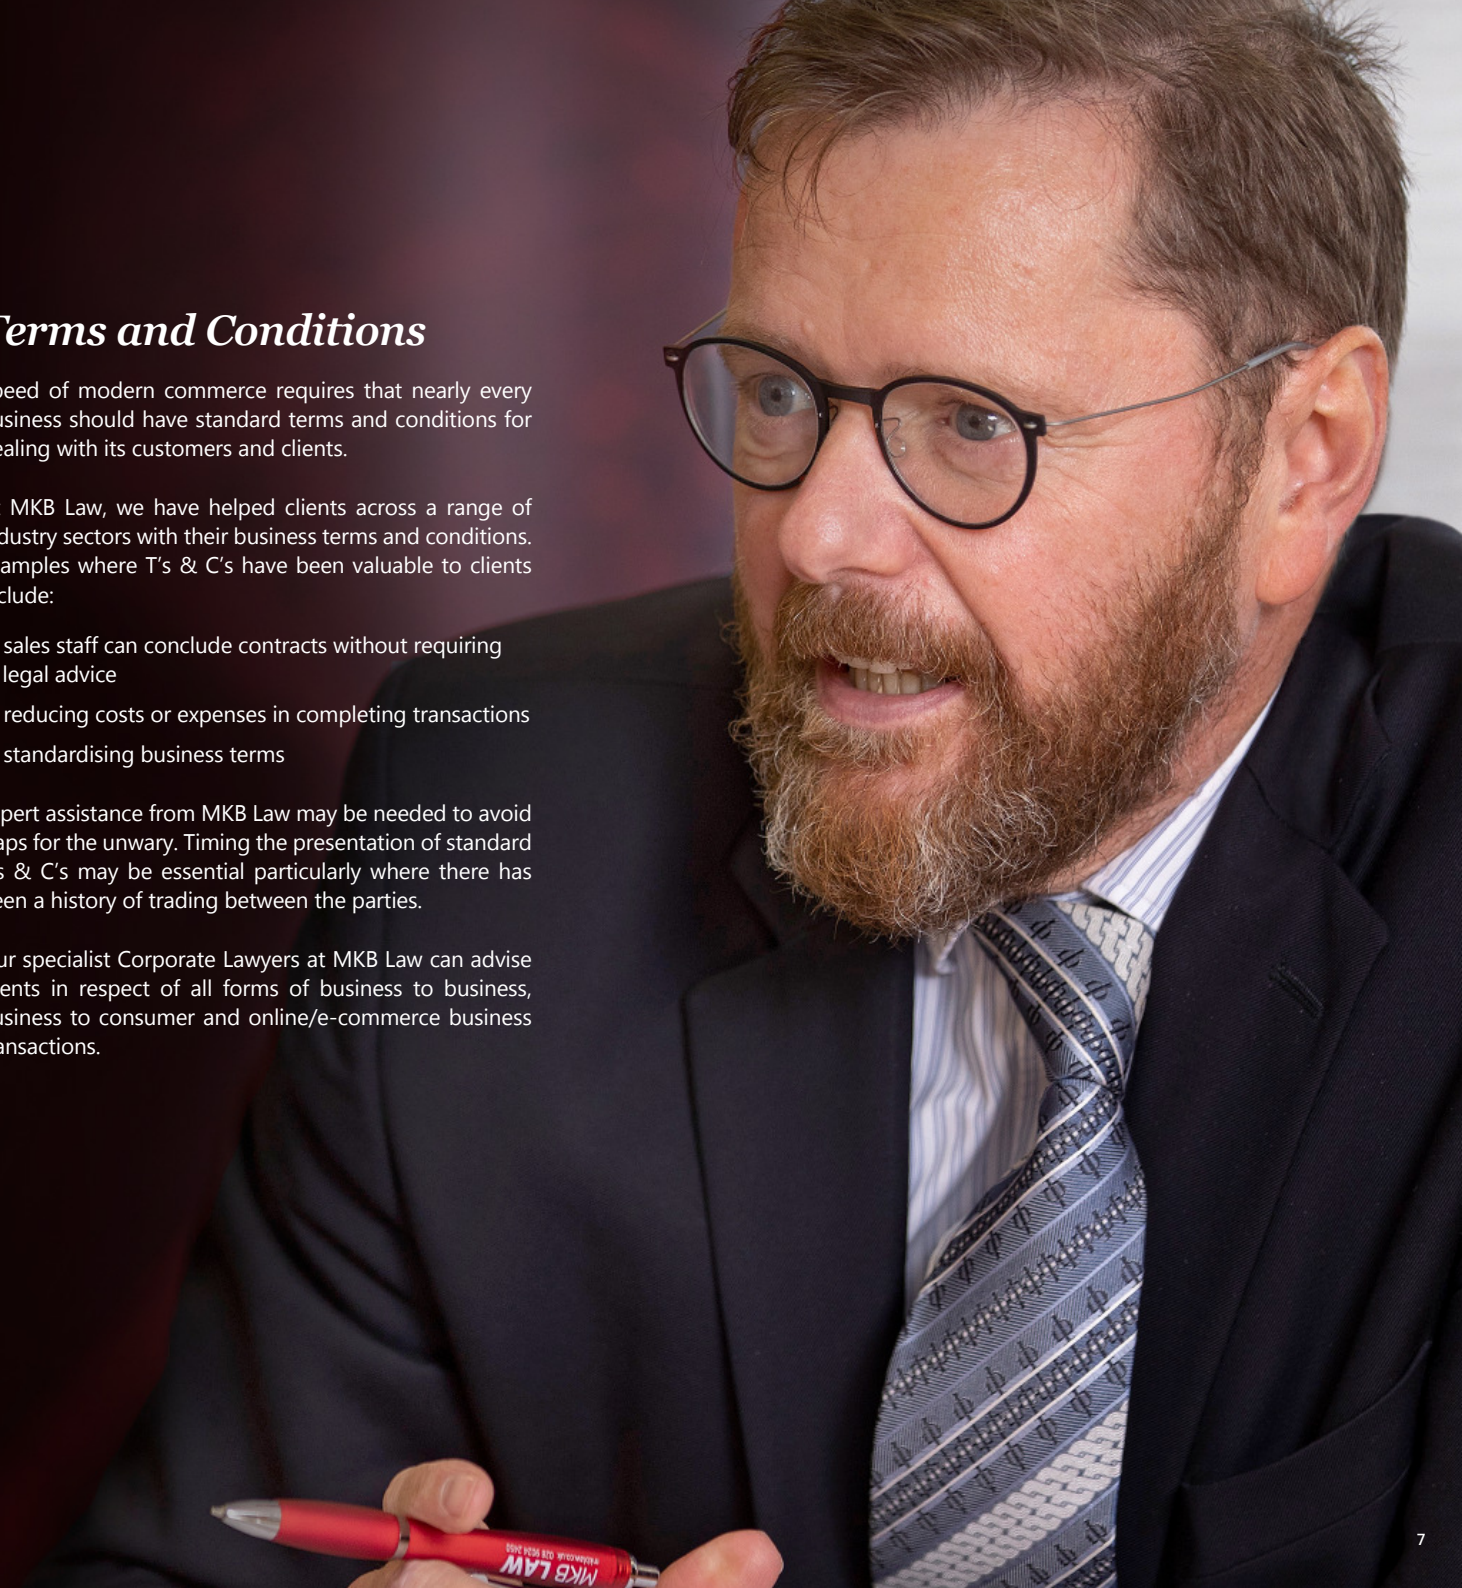 Terms and Conditions
peed of modern commerce requires that nearly every
usiness should have standard terms and conditions for
ealing with its customers and clients.
t MKB Law, we have helped clients across a range of
dustry sectors with their business terms and conditions.
amples where T's & C's have been valuable to clients
clude:
sales staff can conclude contracts without requiring
legal advice
reducing costs or expenses in completing transactions
standardising business terms
pert assistance from MKB Law may be needed to avoid
aps for the unwary. Timing the presentation of standard
s & C's may be essential particularly where there has
een a history of trading between the parties.
ur specialist Corporate Lawyers at MKB Law can advise
ents in respect of all forms of business to business,
usiness to consumer and online/e-commerce business
ansactions.
MKB LAW
mkblaw.co.uk 028 9024 2450
7